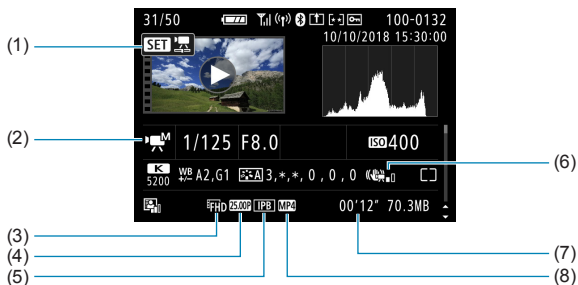 31/50 100-0132
10/10/2018 15:30:00
(1) SET
(2) M 1/125 F8.0 ISO 400
(6)
K 5200 WB +/- A2,G1 A 3,*,*, 0 , 0 , 0
FHD 25.00P IPB MP4 00'12" 70.3MB
(3) (7)
(4) (8)
(5)